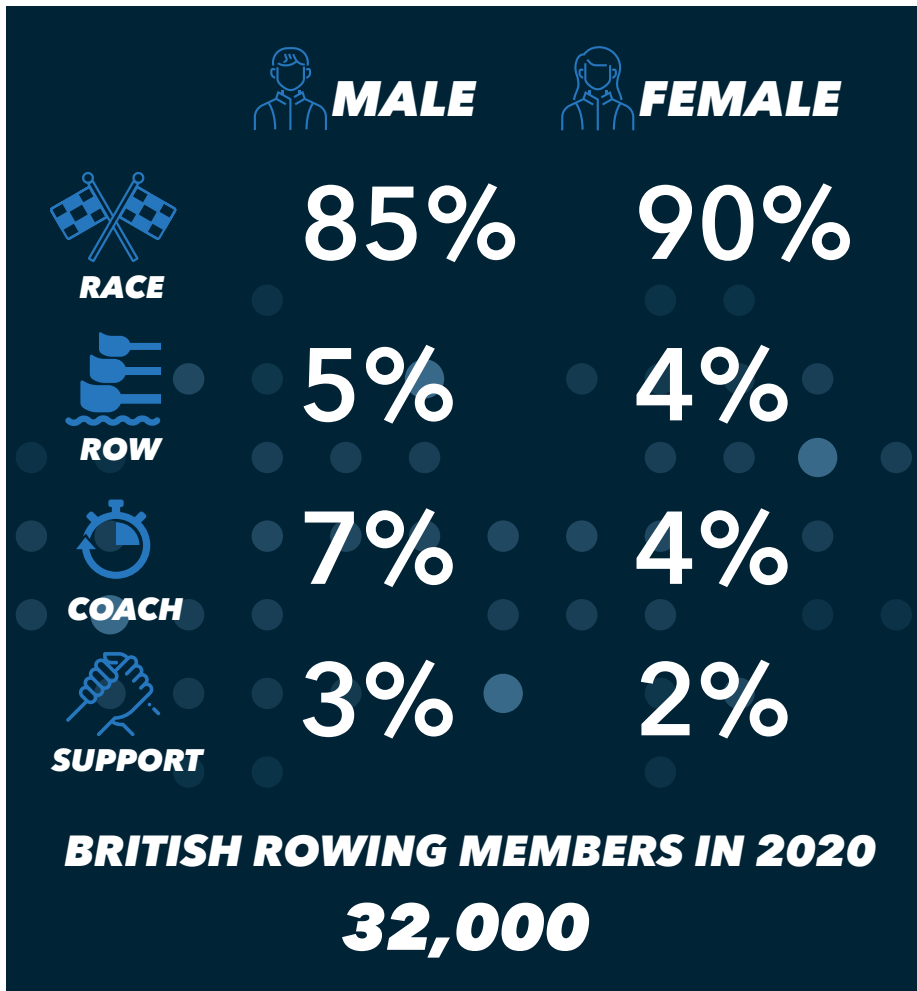 MALE FEMALE
85% 90%
RACE
5% 4%
ROW
7% 4%
COACH
3% 2%
SUPPORT
BRITISH ROWING MEMBERS IN 2020
32,000